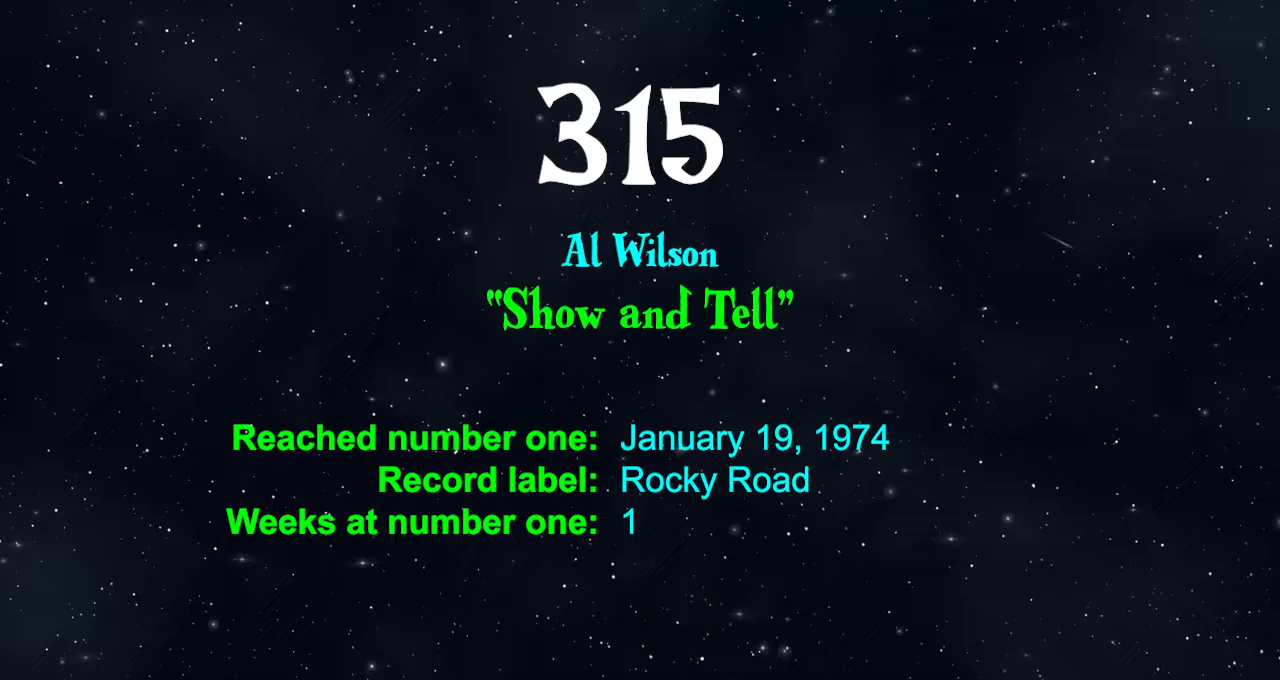 315
Al Wilson
"Show and Tell"
Reached number one: January 19, 1974
Record label: Rocky Road
Weeks at number one: 1